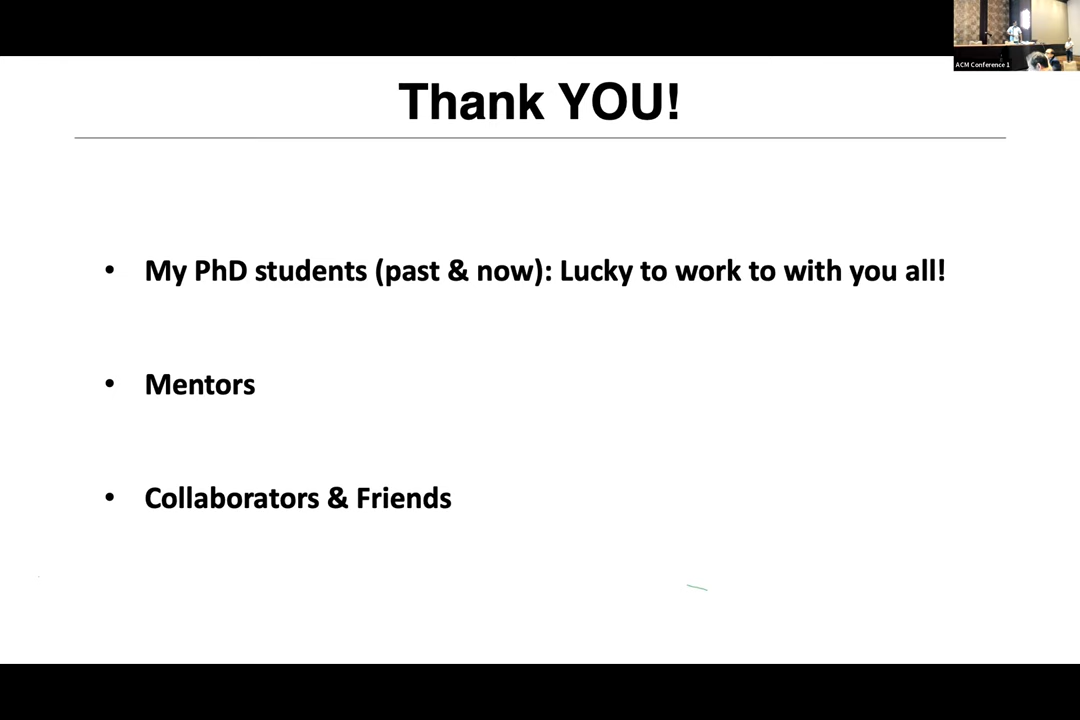 ACM Conference 1
Thank YOU!
• My PhD students (past & now): Lucky to work to with you all!
• Mentors
• Collaborators & Friends